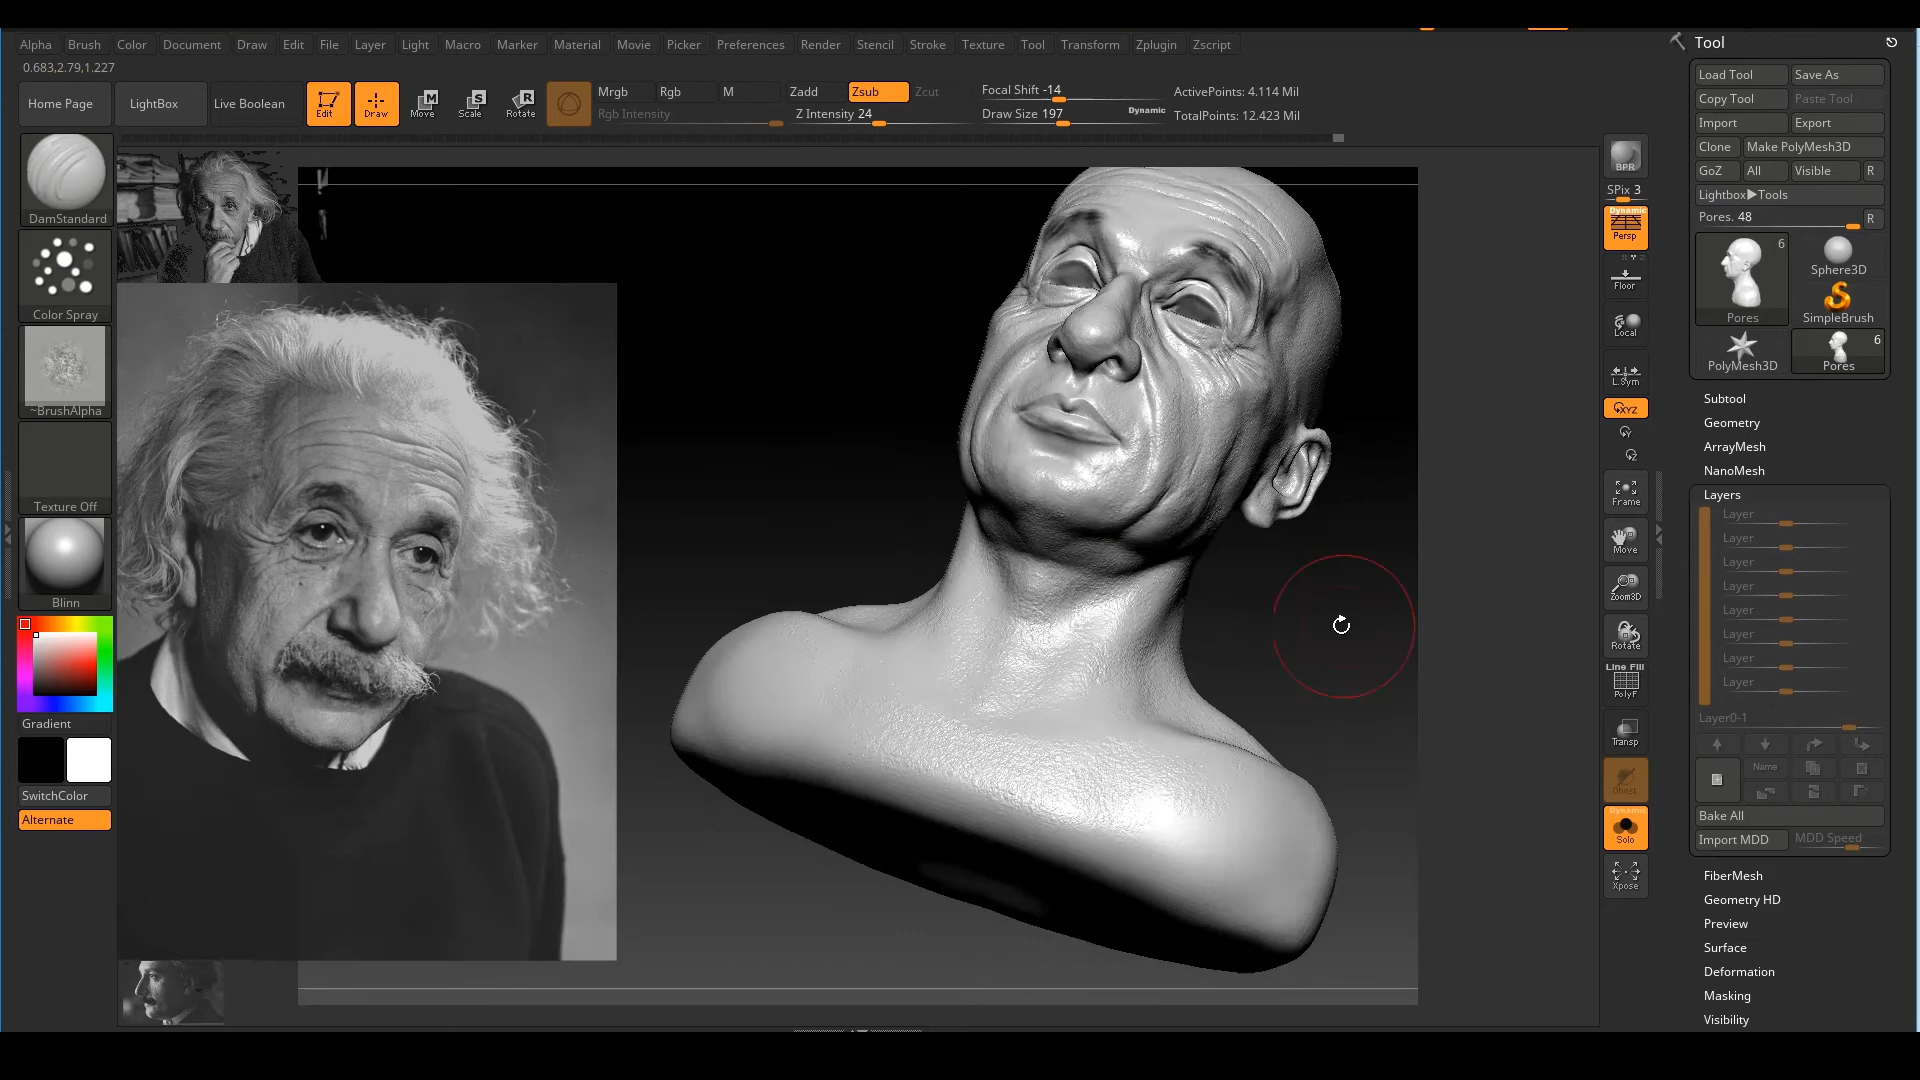 Alpha Brush Color Document Draw Edit File Layer Light Macro Marker Material Movie Picker Preferences Render Stencil Stroke Texture Tool Transform Zplugin Zscript
0.683,2.79,1.227
Home Page LightBox Live Boolean Edit Draw Move Scale Rotate
M S R
Mrgb Rgb M Zadd Zsub Zcut Focal Shift -14 ActivePoints: 4.114 Mil
Rgb Intensity Z Intensity 24 Draw Size 197 Dynamic TotalPoints: 12.423 Mil
DamStandard
Color Spray
~BrushAlpha
Texture Off
Blinn
Gradient
SwitchColor
Alternate
BPR
SPix 3
Dynamic
Persp
Floor
Local
L.Sym
XYZ
Y
Z
Frame
Move
Zoom3D
Rotate
Line Fill
PolyF
Transp
Ghost
Dynamic
Solo
Xpose
Tool
Load Tool Save As
Copy Tool Paste Tool
Import Export
Clone Make PolyMesh3D
GoZ All Visible R
Lightbox▶Tools
Pores. 48 R
6
Pores Sphere3D
SimpleBrush
6
PolyMesh3D Pores
Subtool
Geometry
ArrayMesh
NanoMesh
Layers
Layer
Layer
Layer
Layer
Layer
Layer
Layer
Layer
Layer0-1
Name
Bake All
Import MDD MDD Speed
FiberMesh
Geometry HD
Preview
Surface
Deformation
Masking
Visibility